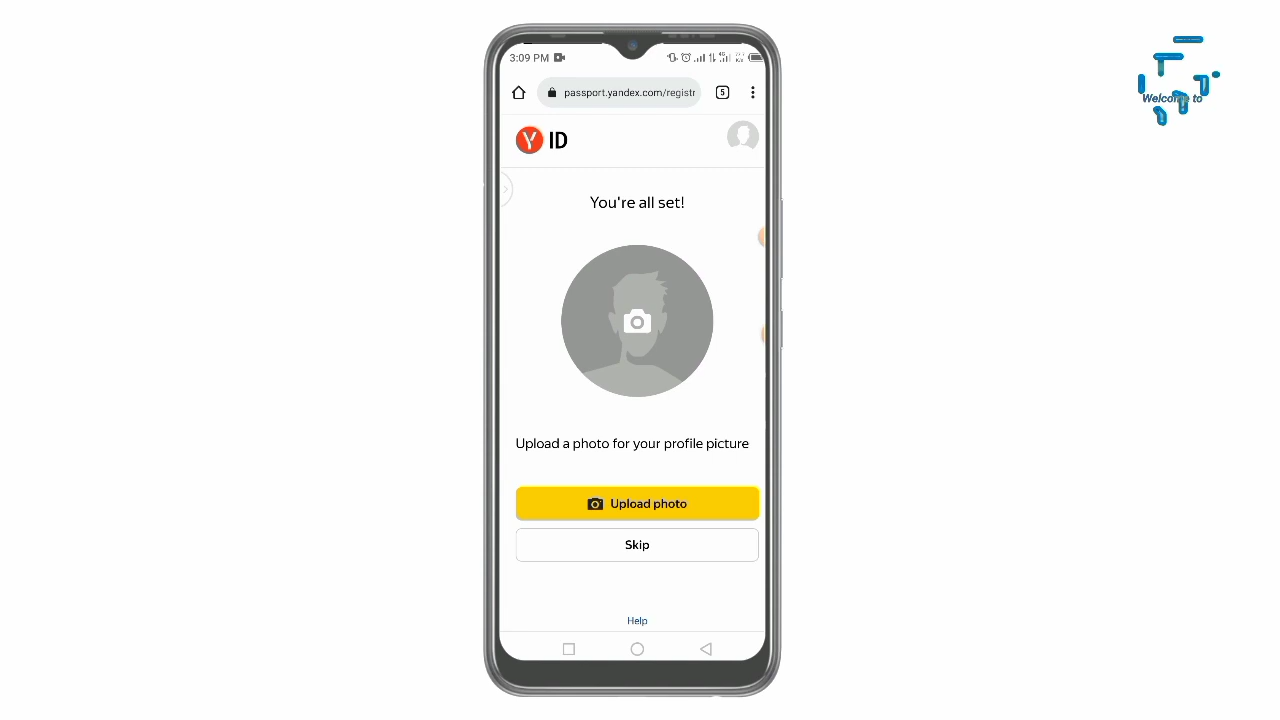 3:09 PM
passport.yandex.com/registr
5
Y ID
Welcome to
You're all set!
Upload a photo for your profile picture
Upload photo
Skip
Help